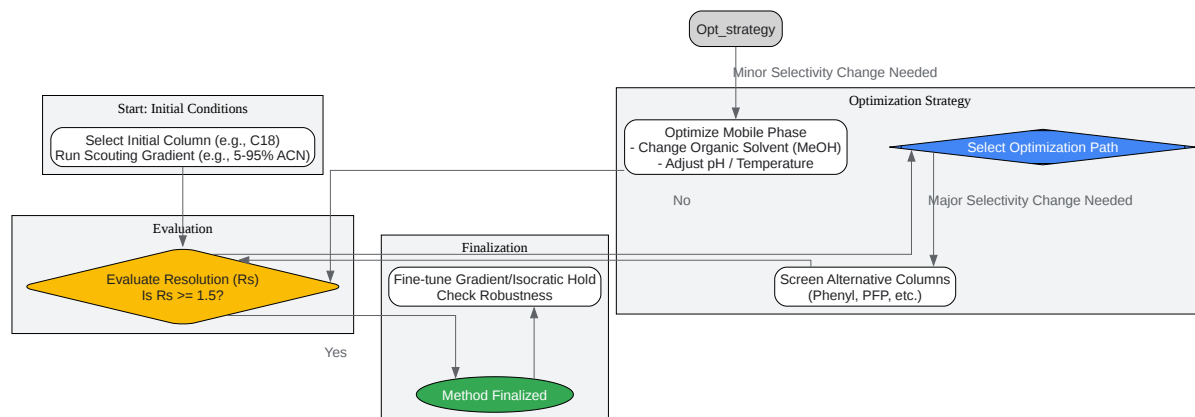 Opt_strategy
Minor Selectivity Change Needed
Start: Initial Conditions
Select Initial Column (e.g., C18)
Run Scouting Gradient (e.g., 5-95% ACN)
Optimization Strategy
Optimize Mobile Phase
- Change Organic Solvent (MeOH)
- Adjust pH / Temperature
Select Optimization Path
No
Major Selectivity Change Needed
Evaluation
Evaluate Resolution (Rs)
Is Rs >= 1.5?
Finalization
Fine-tune Gradient/Isocratic Hold
Check Robustness
Screen Alternative Columns
(Phenyl, PFP, etc.)
Yes
Method Finalized